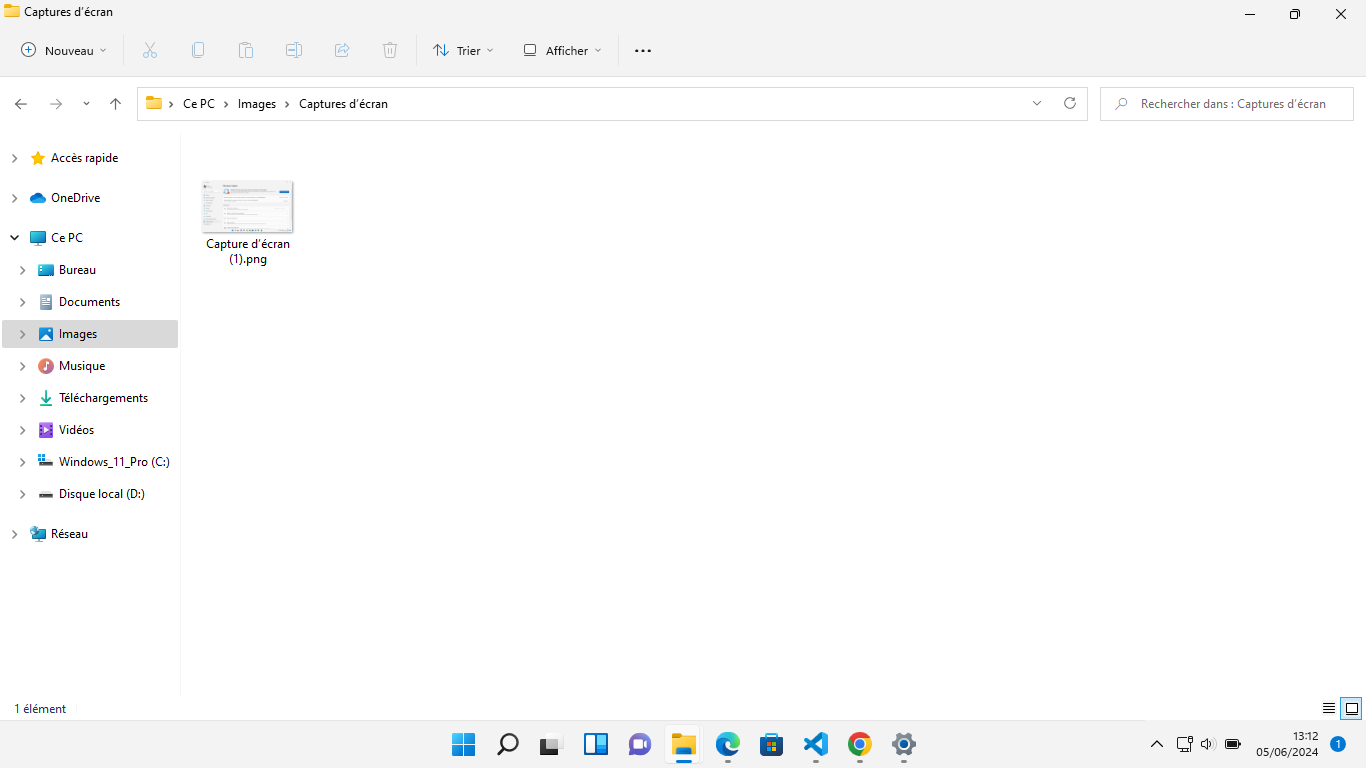 Captures d'écran
Nouveau
Trier
Afficher
Ce PC
Images
Captures d'écran
Rechercher dans : Captures d'écran
Accès rapide
OneDrive
Ce PC
Bureau
Documents
Images
Musique
Téléchargements
Vidéos
Windows_11_Pro (C:)
Disque local (D:)
Réseau
Capture d'écran
(1).png
1 élément
13:12
05/06/2024
1